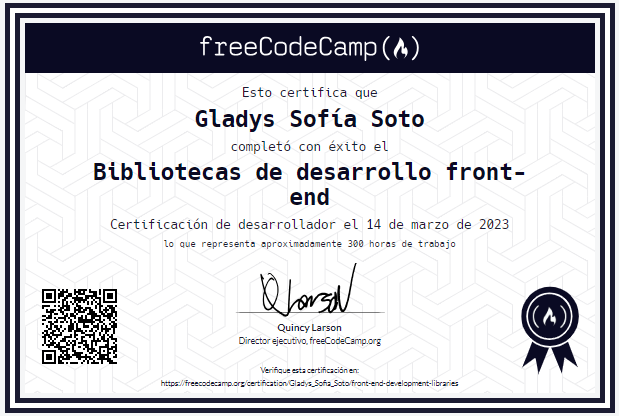 freeCodeCamp
Esto certifica que
Gladys Sofía Soto
completó con éxito el
Bibliotecas de desarrollo front-
end
Certificación de desarrollador el 14 de marzo de 2023
lo que representa aproximadamente 300 horas de trabajo
Q Larson
Quincy Larson
Director ejecutivo, freeCodeCamp.org
Verifique esta certificación en:
https://freecodecamp.org/certification/Gladys_Sofia_Soto/front-end-development-libraries